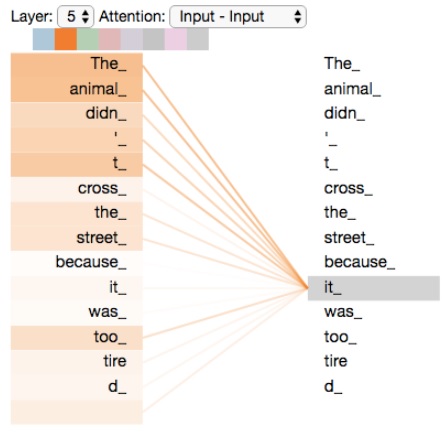 Layer: 5 Attention: Input - Input
The_ The_
animal_ animal_
didn_ didn_
'_ '_
t_ t_
cross_ cross_
the_ the_
street_ street_
because_ because_
it_ it_
was_ was_
too_ too_
tire tire
d_ d_